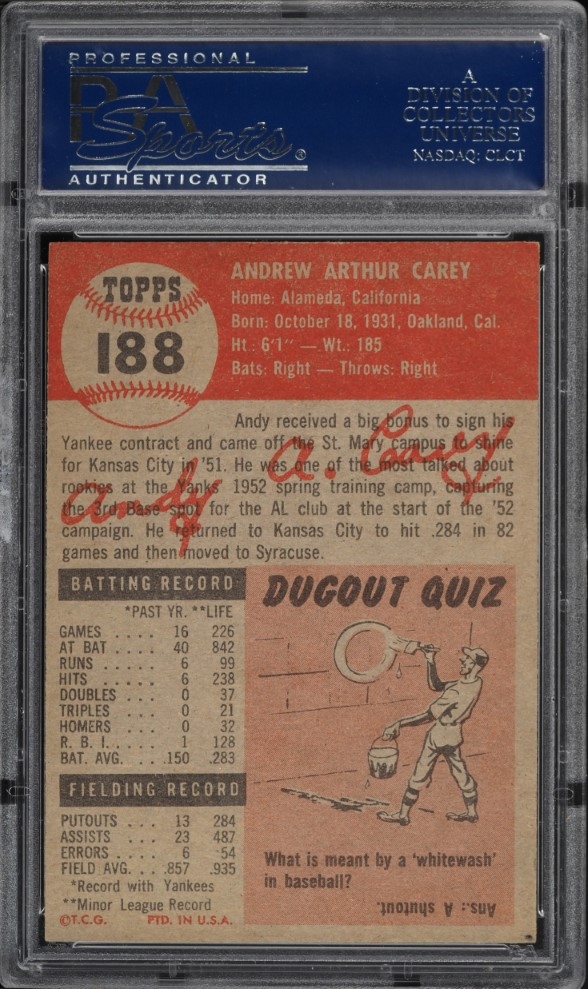 PROFESSIONAL
PSA
Sports®
AUTHENTICATOR
A
DIVISION OF
COLLECTORS
UNIVERSE
NASDAQ: CLCT
TOPPS
188
ANDREW ARTHUR CAREY
Home: Alameda, California
Born: October 18, 1931, Oakland, Cal.
Ht.: 6'1" — Wt.: 185
Bats: Right — Throws: Right
Andy received a big bonus to sign his
Yankee contract and came off the St. Mary campus to shine
for Kansas City in '51. He was one of the most talked about
rookies at the Yanks 1952 spring training camp, capturing
the 3rd Base spot for the AL club at the start of the '52
campaign. He returned to Kansas City to hit .284 in 82
games and then moved to Syracuse.
Andy A. Carey
BATTING RECORD
*PAST YR. **LIFE
GAMES .... 16 226
AT BAT .... 40 842
RUNS .... 6 99
HITS .... 6 238
DOUBLES ... 0 37
TRIPLES ... 0 21
HOMERS ... 0 32
R. B. I. .... 1 128
BAT. AVG. ... .150 .283
FIELDING RECORD
PUTOUTS ... 13 284
ASSISTS ... 23 487
ERRORS .... 6 54
FIELD AVG. ... .857 .935
*Record with Yankees
**Minor League Record
©T.C.G. PTD. IN U.S.A.
DUGOUT QUIZ
What is meant by a 'whitewash'
in baseball?
Ans.: A shutout.